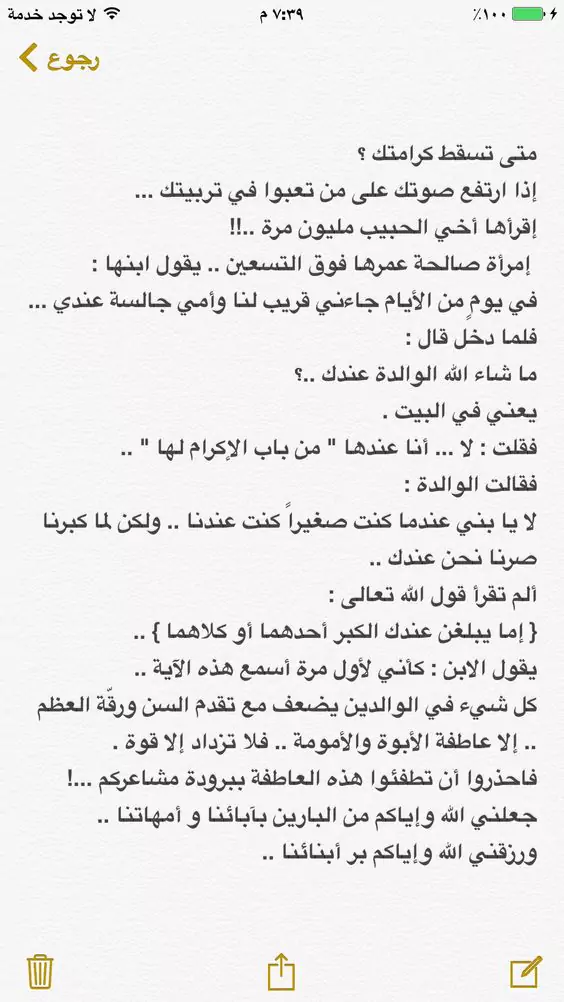 لا توجد خدمة ٧:٣٩ م ١٠٠٪
رجوع
متى تسقط كرامتك ؟
إذا ارتفع صوتك على من تعبوا في تربيتك ...
إقرأها أخي الحبيب مليون مرة ..!!
إمرأة صالحة عمرها فوق التسعين .. يقول ابنها :
في يومٍ من الأيام جاءني قريب لنا وأمي جالسة عندي ...
فلما دخل قال :
ما شاء الله الوالدة عندك ..؟
يعني في البيت .
فقلت : لا ... أنا عندها " من باب الإكرام لها " ..
فقالت الوالدة :
لا يا بني عندما كنت صغيراً كنت عندنا .. ولكن لما كبرنا
صرنا نحن عندك ..
ألم تقرأ قول الله تعالى :
{ إما يبلغن عندك الكبر أحدهما أو كلاهما } ..
يقول الابن : كأني لأول مرة أسمع هذه الآية ..
كل شيء في الوالدين يضعف مع تقدم السن ورقّة العظم
.. إلا عاطفة الأبوة والأمومة .. فلا تزداد إلا قوة .
فاحذروا أن تطفئوا هذه العاطفة ببرودة مشاعركم ...!
جعلني الله وإياكم من البارين بآبائنا و أمهاتنا ..
ورزقني الله وإياكم بر أبنائنا ..